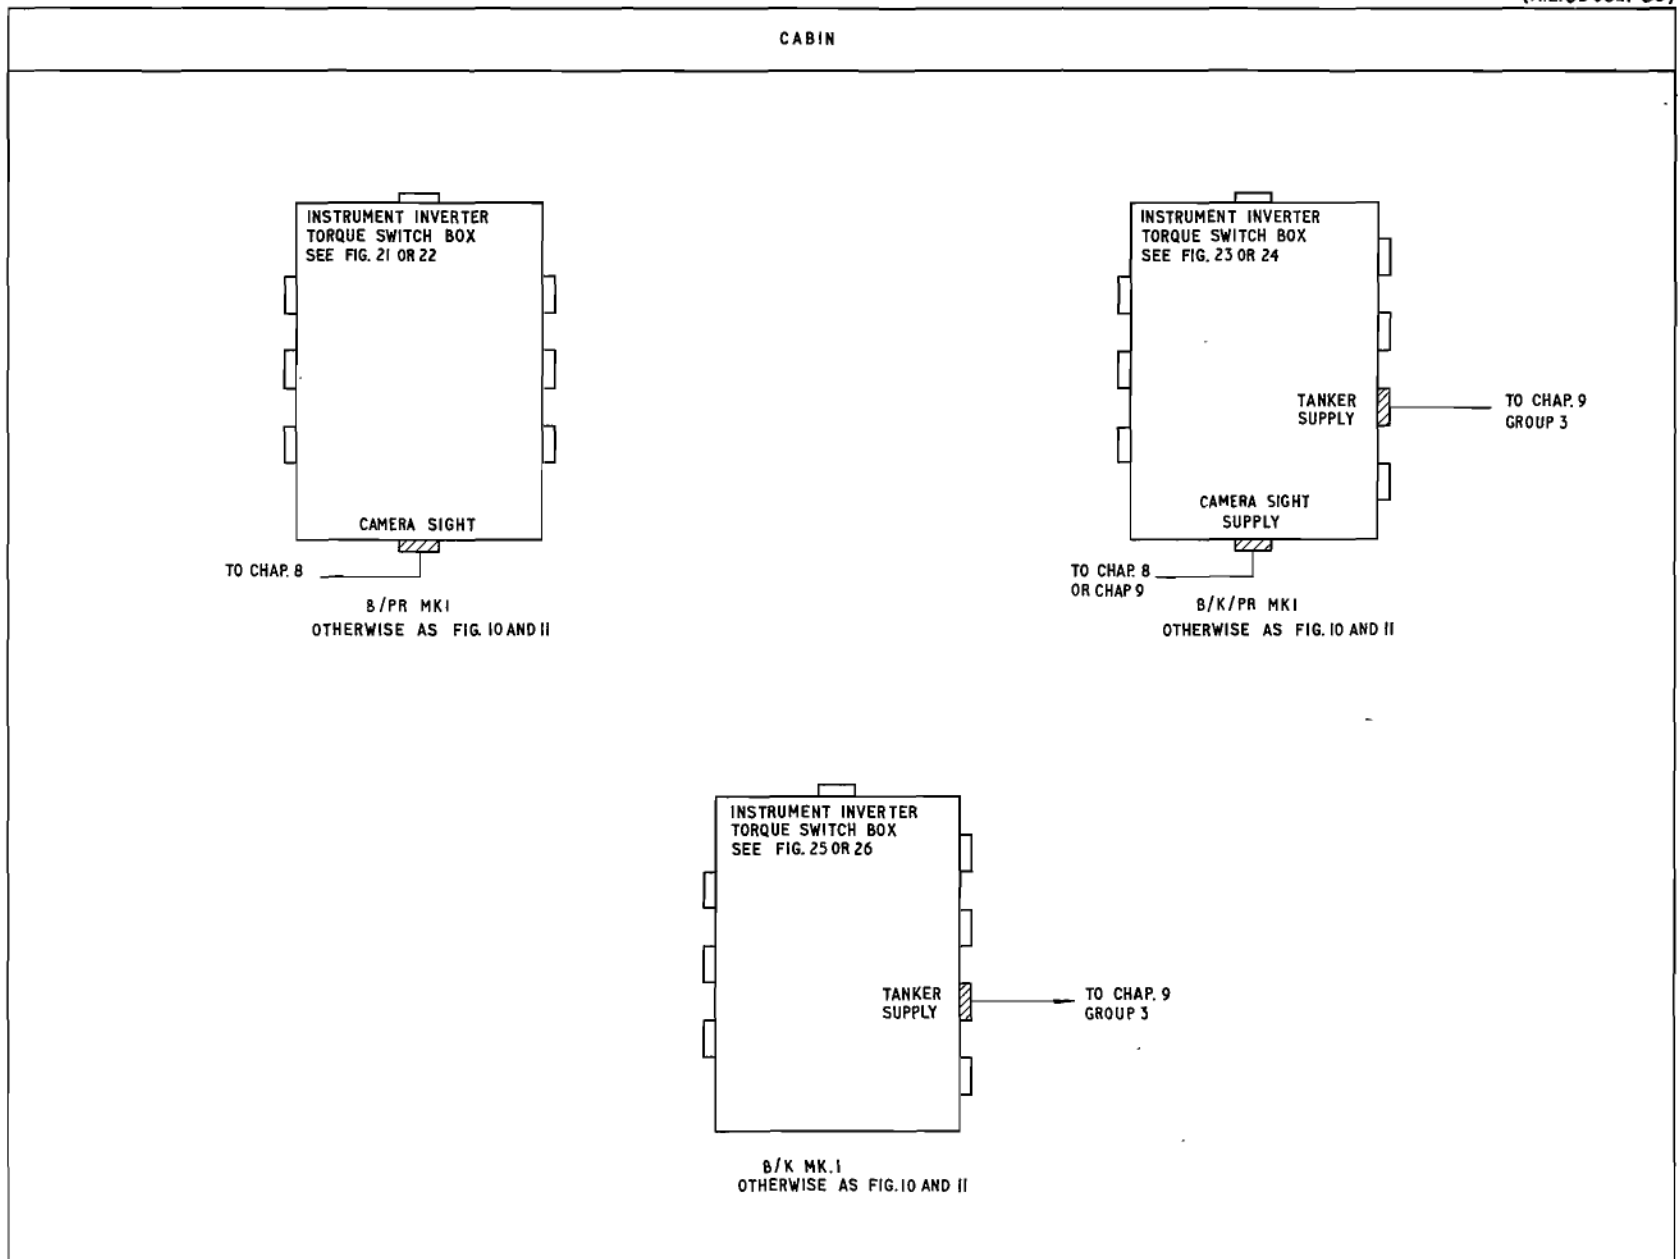 CABIN
INSTRUMENT INVERTER
TORQUE SWITCH BOX
SEE FIG. 21 OR 22
CAMERA SIGHT
TO CHAP. 8
B/PR MK1
OTHERWISE AS FIG. 10 AND 11
INSTRUMENT INVERTER
TORQUE SWITCH BOX
SEE FIG. 23 OR 24
TANKER
SUPPLY
TO CHAP. 9
GROUP 3
CAMERA SIGHT
SUPPLY
TO CHAP. 8
OR CHAP 9
B/K/PR MK1
OTHERWISE AS FIG. 10 AND 11
INSTRUMENT INVERTER
TORQUE SWITCH BOX
SEE FIG. 25 OR 26
TANKER
SUPPLY
TO CHAP. 9
GROUP 3
B/K MK.1
OTHERWISE AS FIG. 10 AND 11